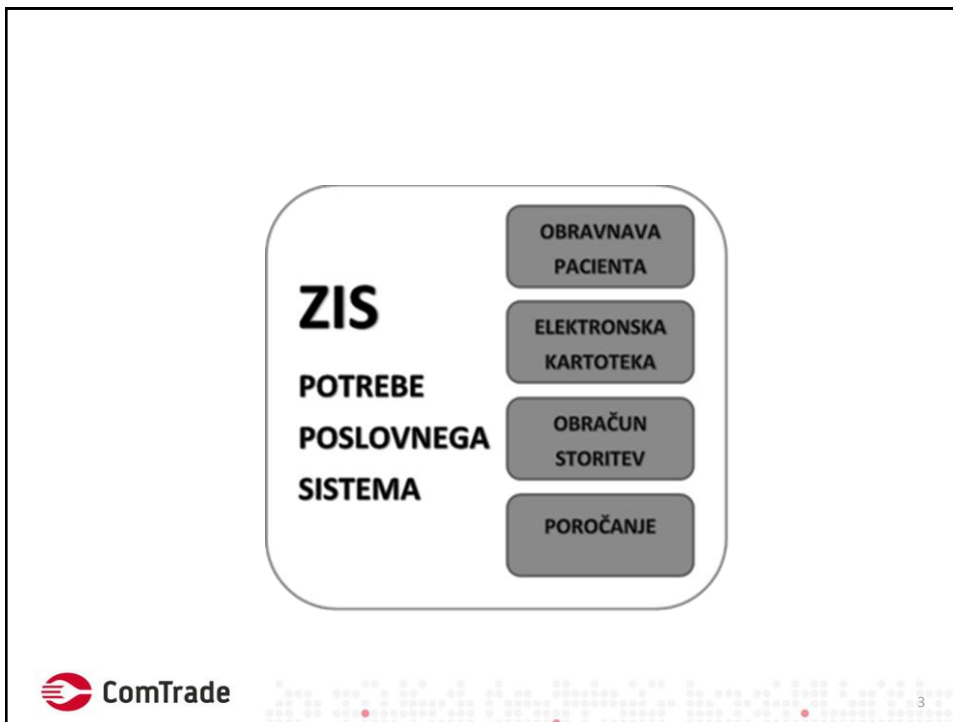 ZIS
POTREBE
POSLOVNEGA
SISTEMA
OBRAVNAVA
PACIENTA
ELEKTRONSKA
KARTOTEKA
OBRAČUN
STORITEV
POROČANJE
ComTrade
3